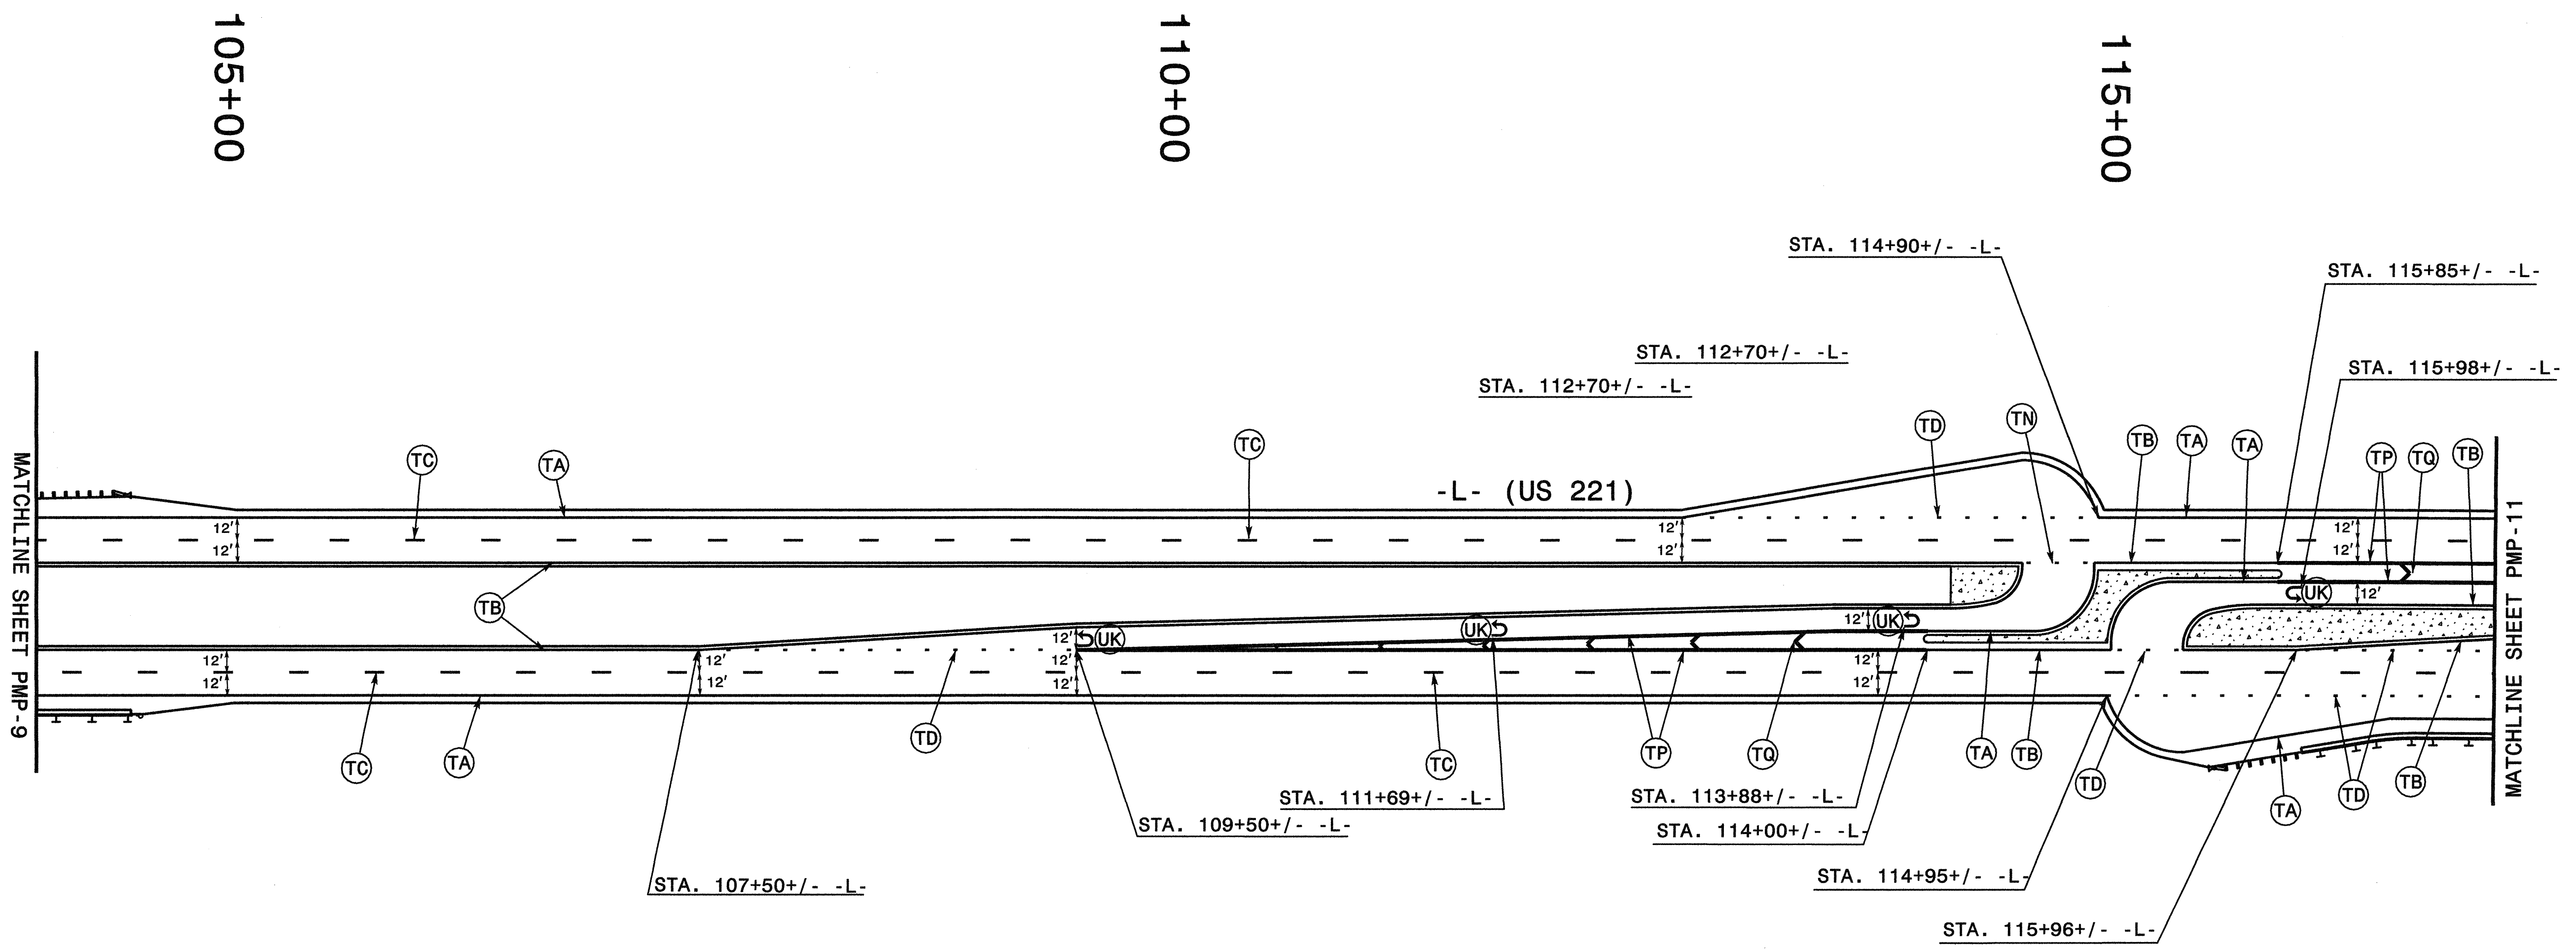 105+00
110+00
115+00
STA. 114+90+/- -L-
STA. 115+85+/- -L-
STA. 112+70+/- -L-
STA. 112+70+/- -L-
STA. 115+98+/- -L-
TC
TA
TC
TD
TN
TB
TA
TA
TP
TQ
TB
-L- (US 221)
12'
12'
12'
12'
12'
12'
MATCHLINE SHEET PMP-9
MATCHLINE SHEET PMP-11
TB
UK
12'
12'
UK
UK
12'
UK
12'
12'
12'
12'
12'
12'
12'
12'
TC
TA
TD
TC
TP
TQ
TA
TB
TD
TA
TD
TB
STA. 111+69+/- -L-
STA. 113+88+/- -L-
STA. 109+50+/- -L-
STA. 114+00+/- -L-
STA. 107+50+/- -L-
STA. 114+95+/- -L-
STA. 115+96+/- -L-